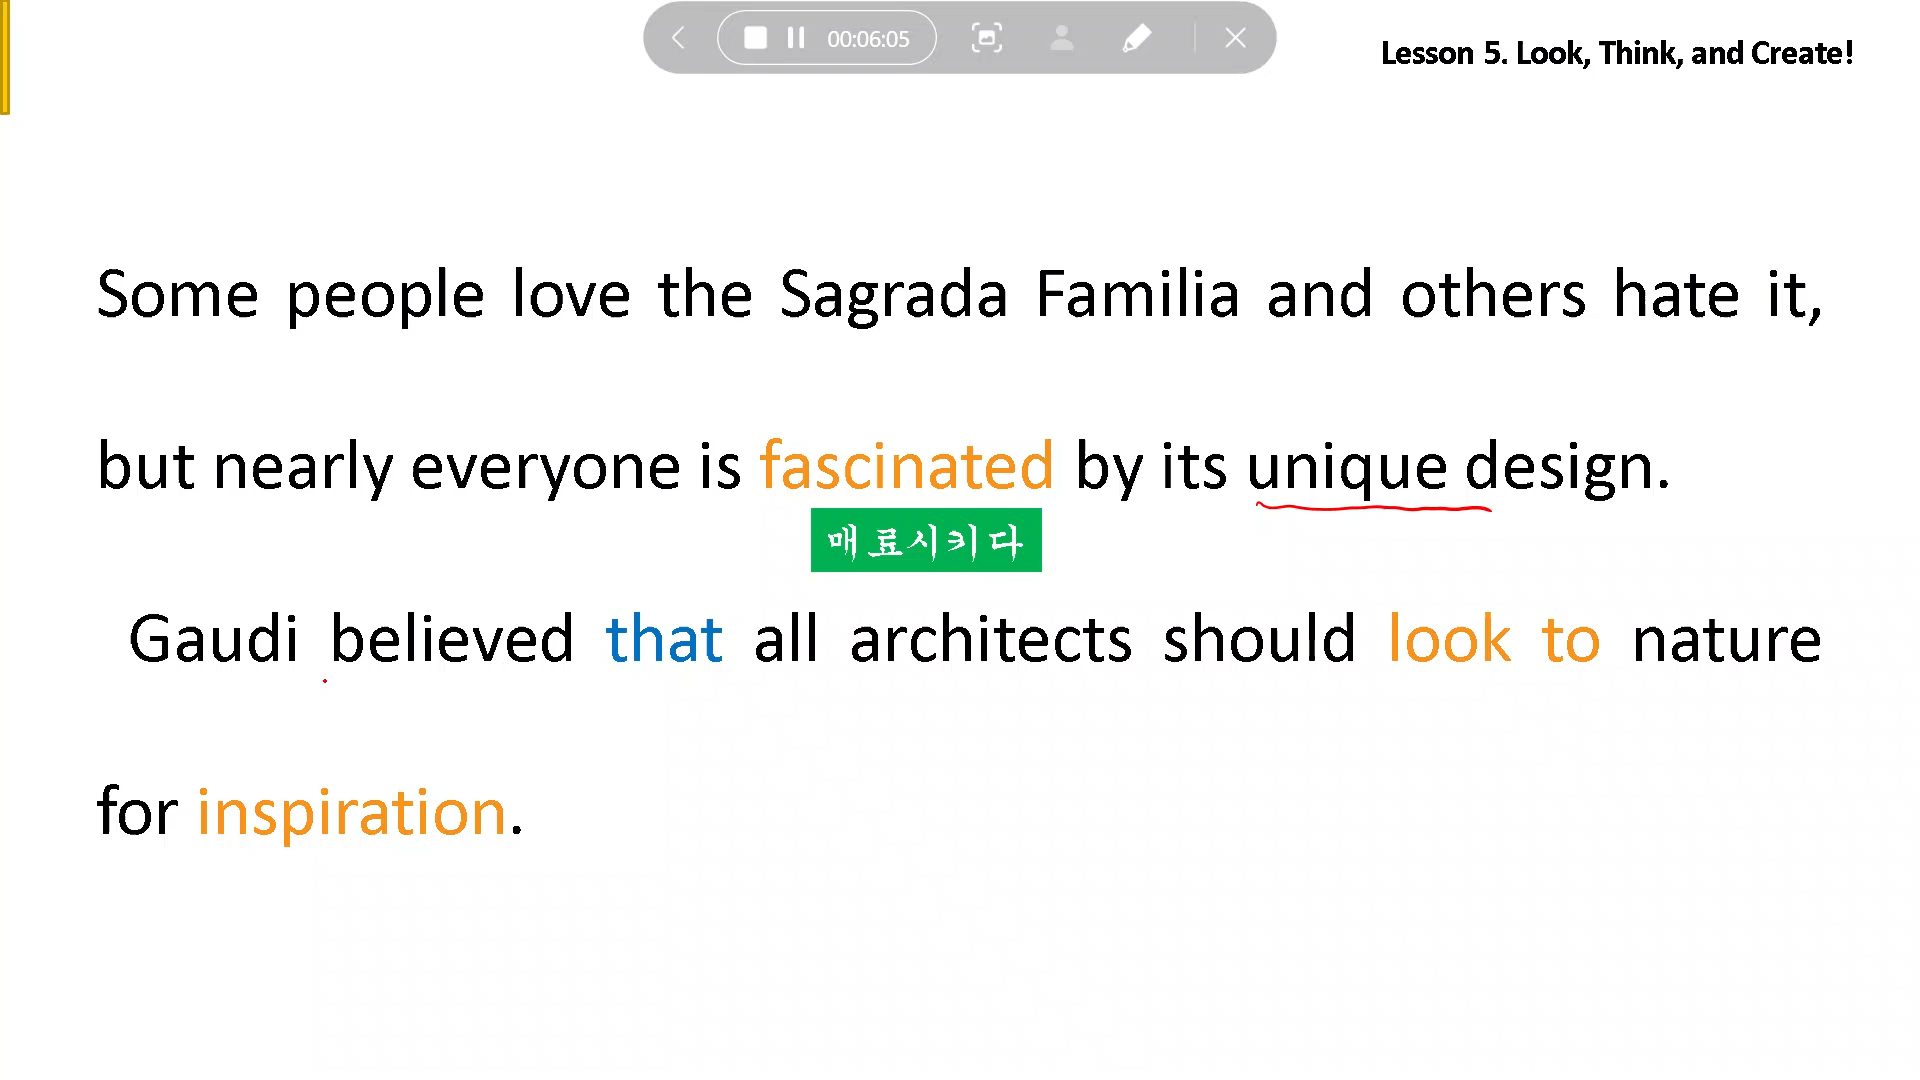 00:06:05
Lesson 5. Look, Think, and Create!
Some people love the Sagrada Familia and others hate it,
but nearly everyone is fascinated by its unique design.
매료시키다
Gaudi believed that all architects should look to nature
for inspiration.